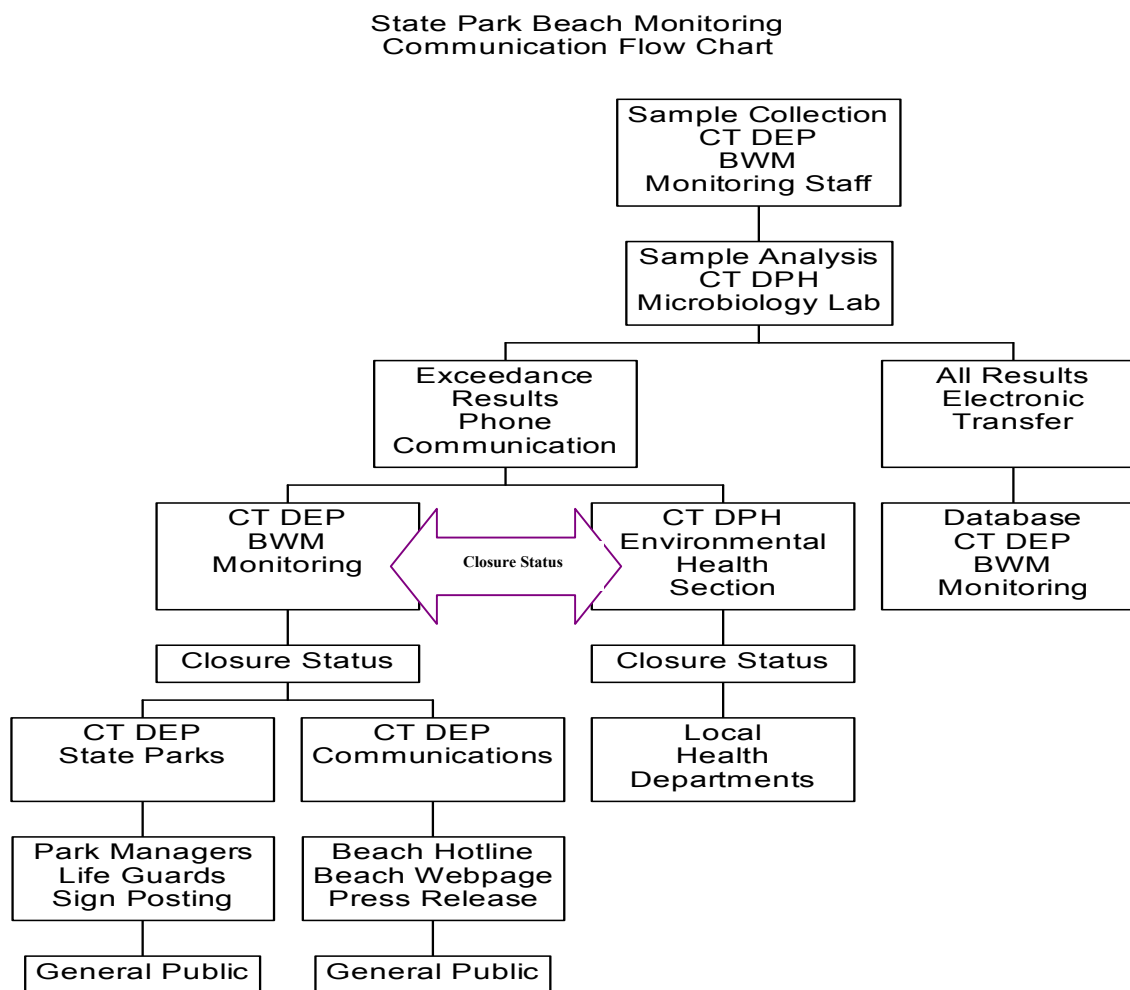 State Park Beach Monitoring
Communication Flow Chart
Sample Collection
CT DEP
BWM
Monitoring Staff
Sample Analysis
CT DPH
Microbiology Lab
Exceedance
Results
Phone
Communication
All Results
Electronic
Transfer
CT DEP
BWM
Monitoring
Closure Status
CT DPH
Environmental
Health
Section
Database
CT DEP
BWM
Monitoring
Closure Status
Closure Status
CT DEP
State Parks
CT DEP
Communications
Local
Health
Departments
Park Managers
Life Guards
Sign Posting
Beach Hotline
Beach Webpage
Press Release
General Public
General Public